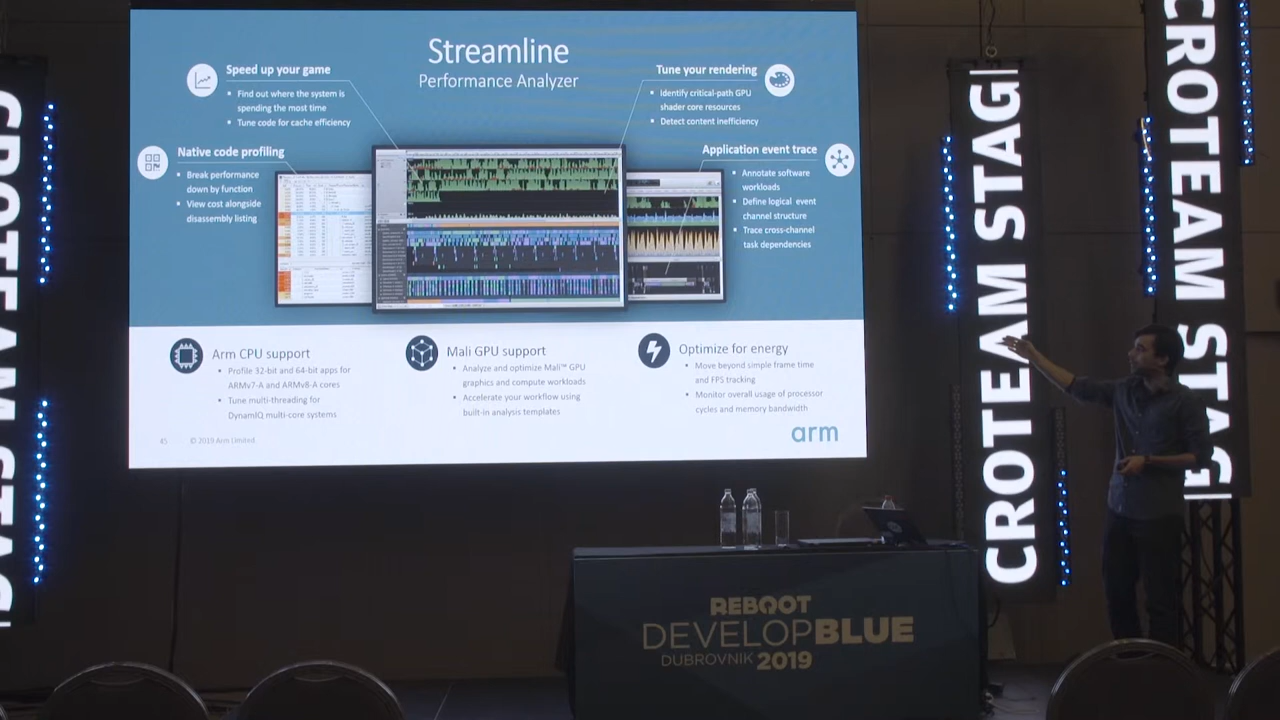 Streamline
Performance Analyzer
Speed up your game
Find out where the system is
spending the most time
Tune code for cache efficiency
Tune your rendering
Identify critical-path GPU
shader core resources
Detect content inefficiency
Native code profiling
Break performance
down by function
View cost alongside
disassembly listing
Application event trace
Annotate software
workloads
Define logical event
channel structure
Trace cross-channel
task dependencies
Arm CPU support
Profile 32-bit and 64-bit apps for
ARMv7-A and ARMv8-A cores
Tune multi-threading for
DynamIQ multi-core systems
Mali GPU support
Analyze and optimize Mali™ GPU
graphics and compute workloads
Accelerate your workflow using
built-in analysis templates
Optimize for energy
Move beyond simple frame time
and FPS tracking
Monitor overall usage of processor
cycles and memory bandwidth
45 © 2019 Arm Limited
arm
CROTEAM STAG
CROTEAM STAG
CROTEAM STAG
REBOOT
DEVELOPBLUE
DUBROVNIK 2019